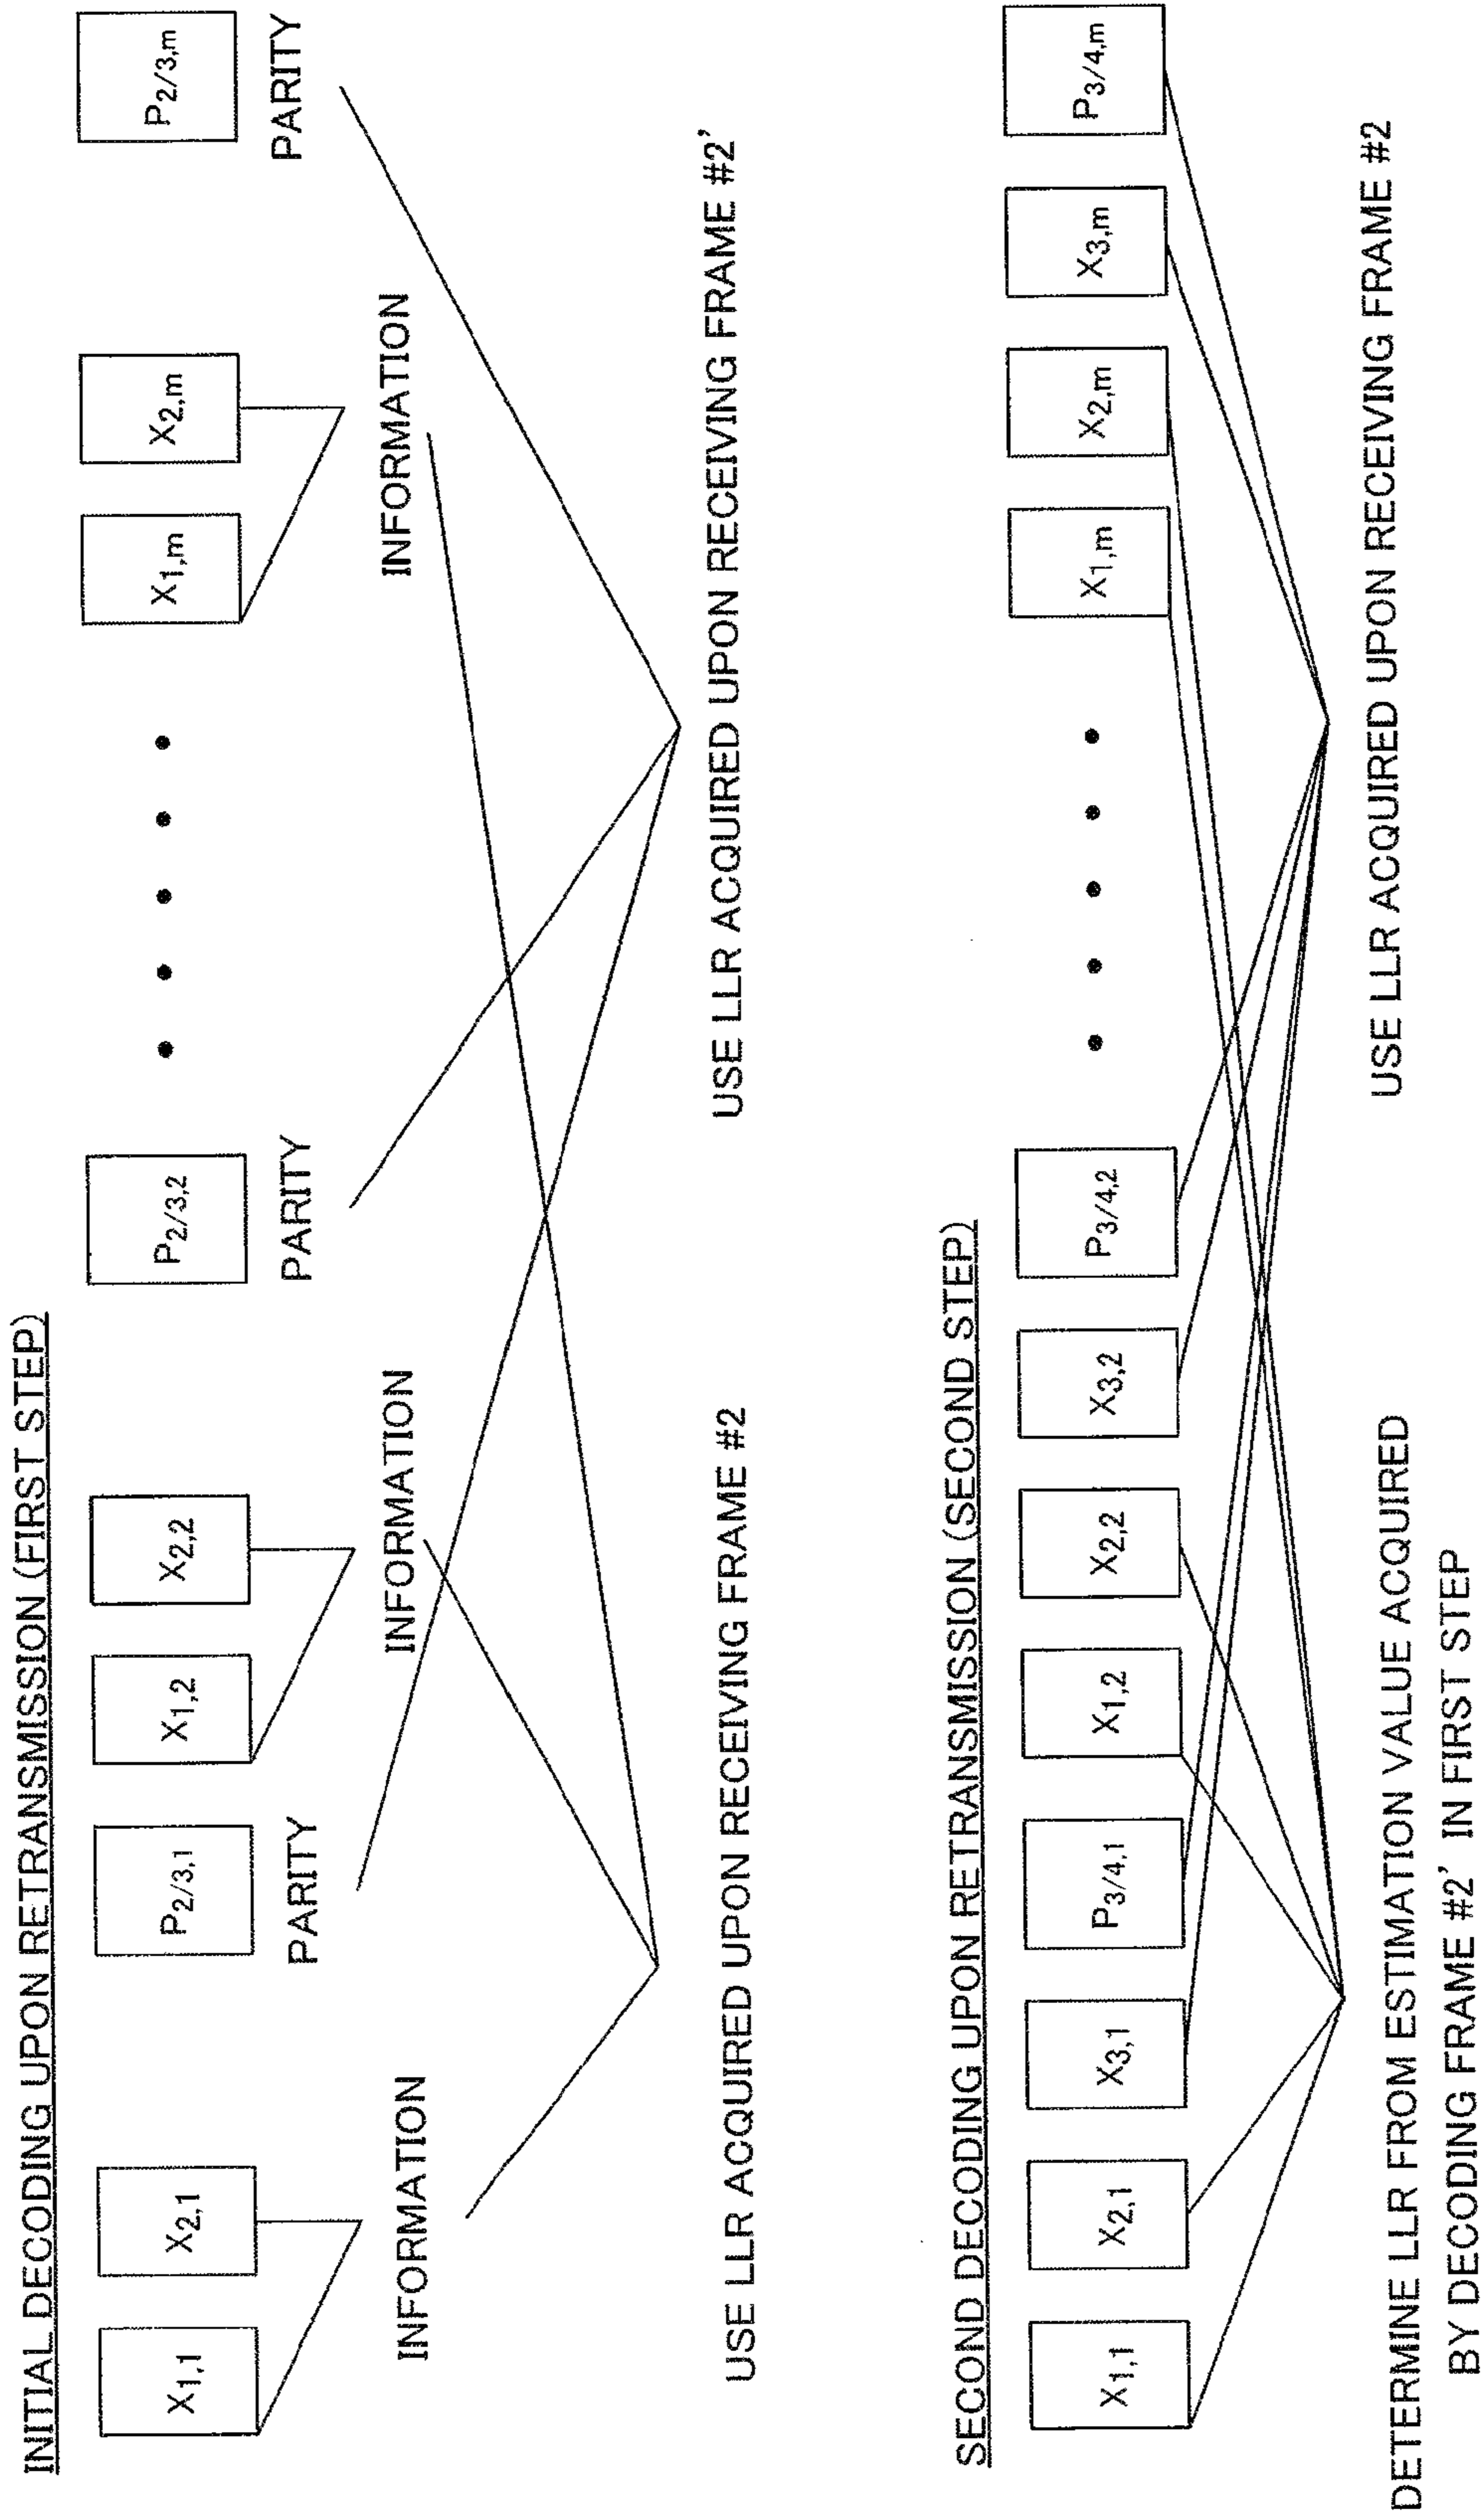 INITIAL DECODING UPON RETRANSMISSION (FIRST STEP)
X1,1 X2,1 P2/3,1 X1,2 X2,2 P2/3,2 X1,m X2,m P2/3,m
PARITY PARITY PARITY
INFORMATION INFORMATION INFORMATION
USE LLR ACQUIRED UPON RECEIVING FRAME #2
USE LLR ACQUIRED UPON RECEIVING FRAME #2'
SECOND DECODING UPON RETRANSMISSION (SECOND STEP)
X1,1 X2,1 X3,1 P3/4,1 X1,2 X2,2 X3,2 P3/4,2 X1,m X2,m X3,m P3/4,m
DETERMINE LLR FROM ESTIMATION VALUE ACQUIRED
BY DECODING FRAME #2' IN FIRST STEP
USE LLR ACQUIRED UPON RECEIVING FRAME #2